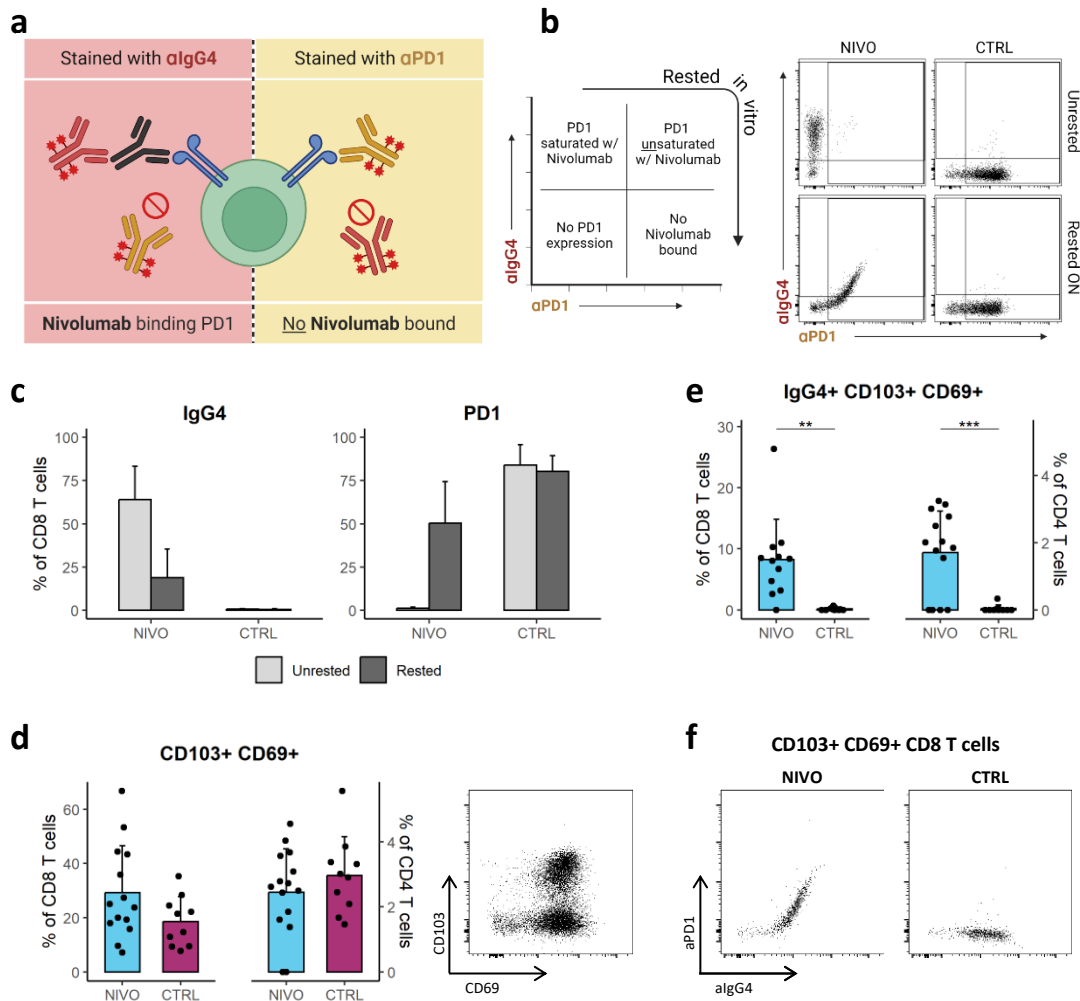 a
Stained with αIgG4
Stained with αPD1
Nivolumab binding PD1
No Nivolumab bound
b
Rested in vitro
PD1
saturated w/
Nivolumab
PD1
unsaturated
w/ Nivolumab
No PD1
expression
No
Nivolumab
bound
αIgG4
αPD1
NIVO
CTRL
Unrested
Rested ON
αIgG4
αPD1
c
IgG4
PD1
% of CD8 T cells
100
75
50
25
0
NIVO
CTRL
100
75
50
25
0
NIVO
CTRL
Unrested
Rested
e
IgG4+ CD103+ CD69+
% of CD8 T cells
30
20
10
0
**
***
NIVO
CTRL
NIVO
CTRL
4
2
0
% of CD4 T cells
d
CD103+ CD69+
% of CD8 T cells
60
40
20
0
NIVO
CTRL
NIVO
CTRL
4
2
0
% of CD4 T cells
CD103
CD69
f
CD103+ CD69+ CD8 T cells
NIVO
CTRL
aPD1
aIgG4